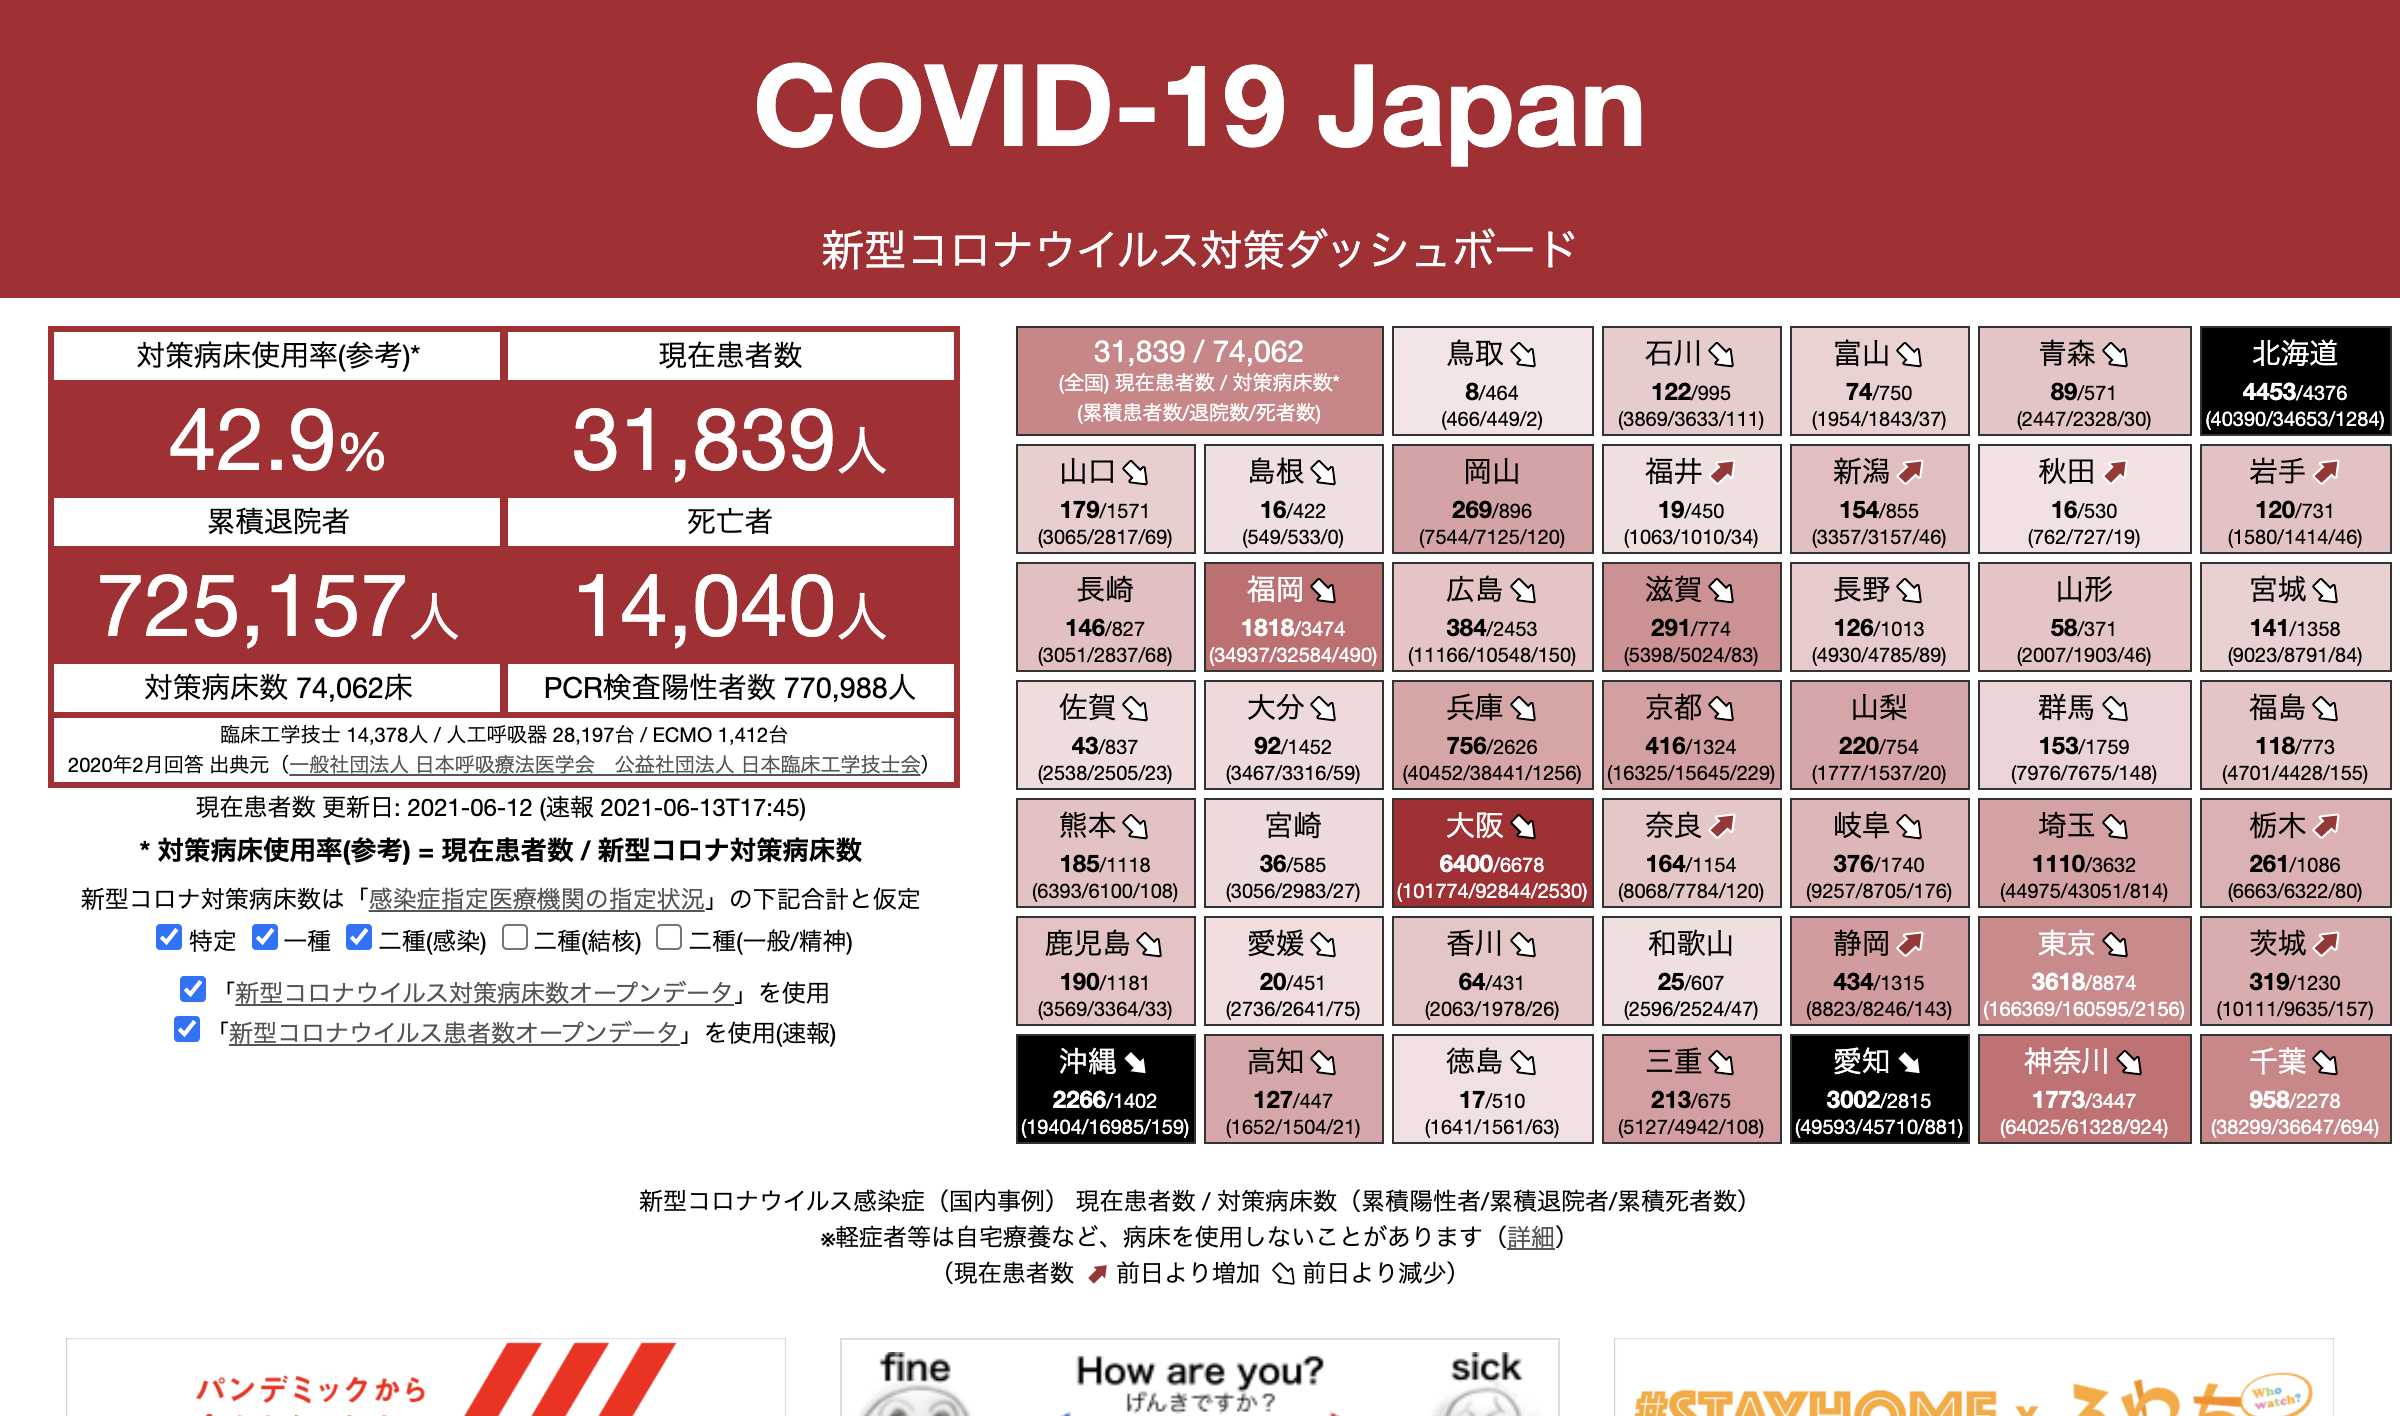 COVID-19 Japan
新型コロナウイルス対策ダッシュボード
対策病床使用率(参考)* 現在患者数
42.9% 31,839人
累積退院者 死亡者
725,157人 14,040人
対策病床数 74,062床 PCR検査陽性者数 770,988人
臨床工学技士 14,378人 / 人工呼吸器 28,197台 / ECMO 1,412台
2020年2月回答 出典元（一般社団法人 日本呼吸療法医学会　公益社団法人 日本臨床工学技士会）
現在患者数 更新日: 2021-06-12 (速報 2021-06-13T17:45)
* 対策病床使用率(参考) = 現在患者数 / 新型コロナ対策病床数
新型コロナ対策病床数は「感染症指定医療機関の指定状況」の下記合計と仮定
特定 一種 二種(感染) 二種(結核) 二種(一般/精神)
「新型コロナウイルス対策病床数オープンデータ」を使用
「新型コロナウイルス患者数オープンデータ」を使用(速報)
31,839 / 74,062
(全国) 現在患者数 / 対策病床数*
(累積患者数/退院数/死者数)
鳥取
8/464
(466/449/2)
石川
122/995
(3869/3633/111)
富山
74/750
(1954/1843/37)
青森
89/571
(2447/2328/30)
北海道
4453/4376
(40390/34653/1284)
山口
179/1571
(3065/2817/69)
島根
16/422
(549/533/0)
岡山
269/896
(7544/7125/120)
福井
19/450
(1063/1010/34)
新潟
154/855
(3357/3157/46)
秋田
16/530
(762/727/19)
岩手
120/731
(1580/1414/46)
長崎
146/827
(3051/2837/68)
福岡
1818/3474
(34937/32584/490)
広島
384/2453
(11166/10548/150)
滋賀
291/774
(5398/5024/83)
長野
126/1013
(4930/4785/89)
山形
58/371
(2007/1903/46)
宮城
141/1358
(9023/8791/84)
佐賀
43/837
(2538/2505/23)
大分
92/1452
(3467/3316/59)
兵庫
756/2626
(40452/38441/1256)
京都
416/1324
(16325/15645/229)
山梨
220/754
(1777/1537/20)
群馬
153/1759
(7976/7675/148)
福島
118/773
(4701/4428/155)
熊本
185/1118
(6393/6100/108)
宮崎
36/585
(3056/2983/27)
大阪
6400/6678
(101774/92844/2530)
奈良
164/1154
(8068/7784/120)
岐阜
376/1740
(9257/8705/176)
埼玉
1110/3632
(44975/43051/814)
栃木
261/1086
(6663/6322/80)
鹿児島
190/1181
(3569/3364/33)
愛媛
20/451
(2736/2641/75)
香川
64/431
(2063/1978/26)
和歌山
25/607
(2596/2524/47)
静岡
434/1315
(8823/8246/143)
東京
3618/8874
(166369/160595/2156)
茨城
319/1230
(10111/9635/157)
沖縄
2266/1402
(19404/16985/159)
高知
127/447
(1652/1504/21)
徳島
17/510
(1641/1561/63)
三重
213/675
(5127/4942/108)
愛知
3002/2815
(49593/45710/881)
神奈川
1773/3447
(64025/61328/924)
千葉
958/2278
(38299/36647/694)
新型コロナウイルス感染症（国内事例） 現在患者数 / 対策病床数（累積陽性者/累積退院者/累積死者数）
※軽症者等は自宅療養など、病床を使用しないことがあります（詳細）
（現在患者数 前日より増加 前日より減少）
パンデミックから
fine How are you? sick
げんきですか？
#STAYHOME x ふわっち
Who watch?